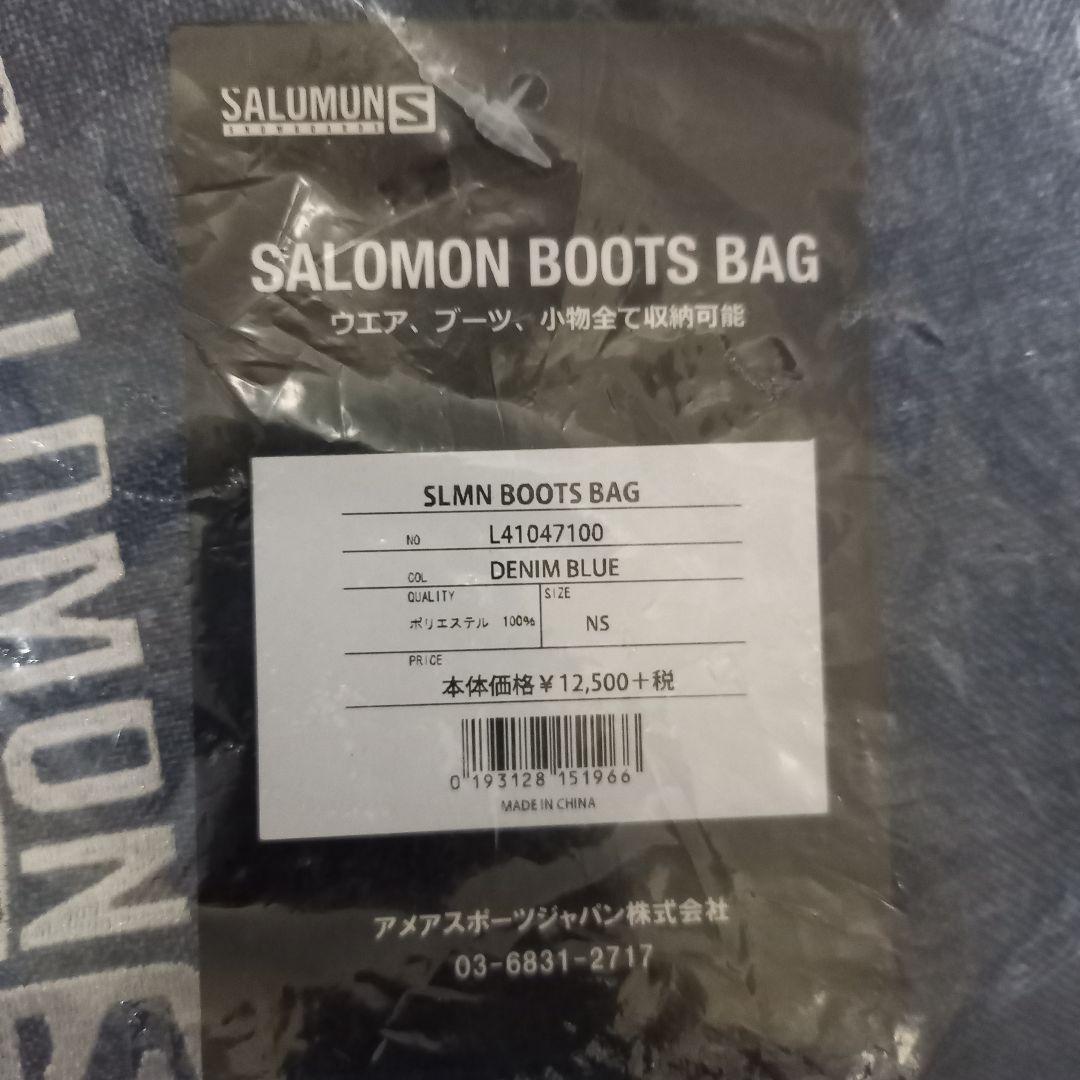 SALOMON S
SNOWBOARDS
SALOMON BOOTS BAG
ウエア、ブーツ、小物全て収納可能
SLMN BOOTS BAG
NO L41047100
COL DENIM BLUE
QUALITY SIZE
ポリエステル 100% NS
PRICE
本体価格¥12,500+税
0 193128 151966
MADE IN CHINA
アメアスポーツジャパン株式会社
03-6831-2717
SALOMON